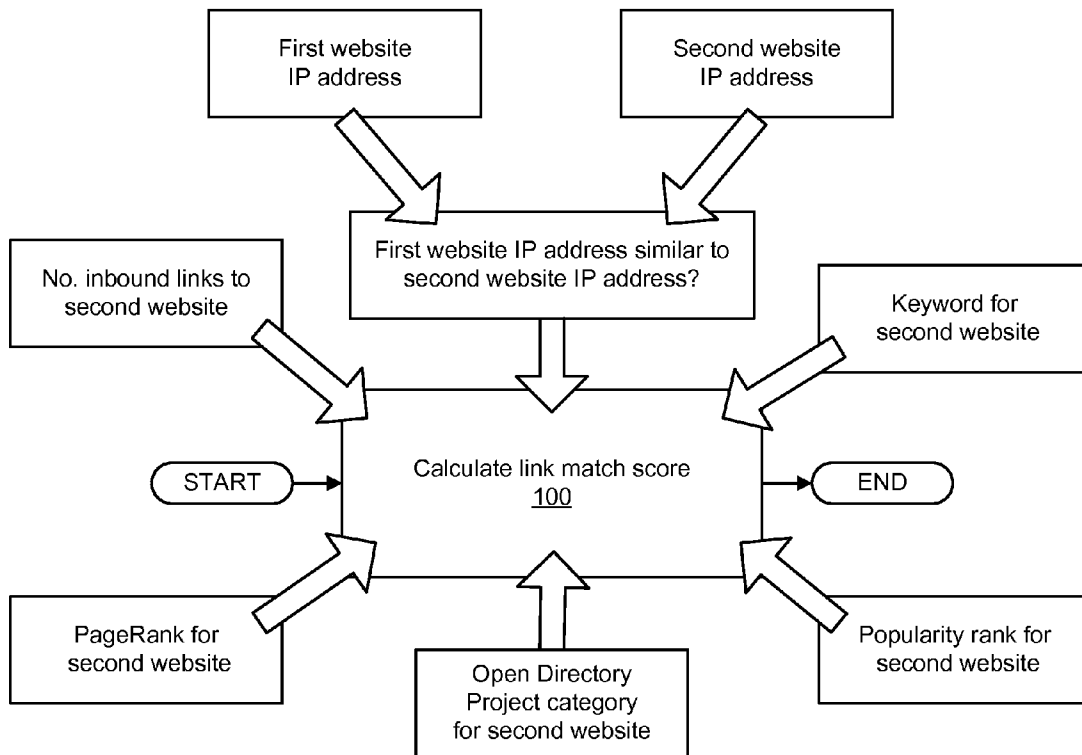 First website
IP address
Second website
IP address
First website IP address similar to
second website IP address?
No. inbound links to
second website
Keyword for
second website
START
Calculate link match score
100
END
PageRank for
second website
Open Directory
Project category
for second website
Popularity rank for
second website